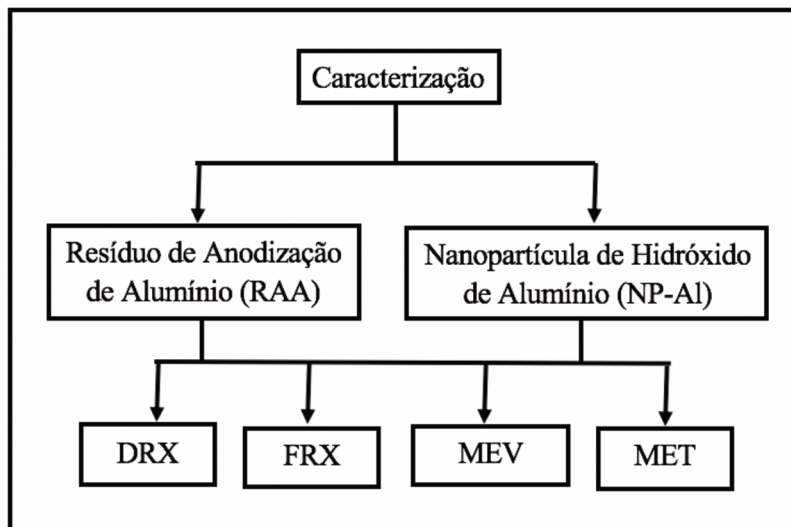 Caracterização
Resíduo de Anodização
de Alumínio (RAA)
Nanopartícula de Hidróxido
de Alumínio (NP-Al)
DRX
FRX
MEV
MET